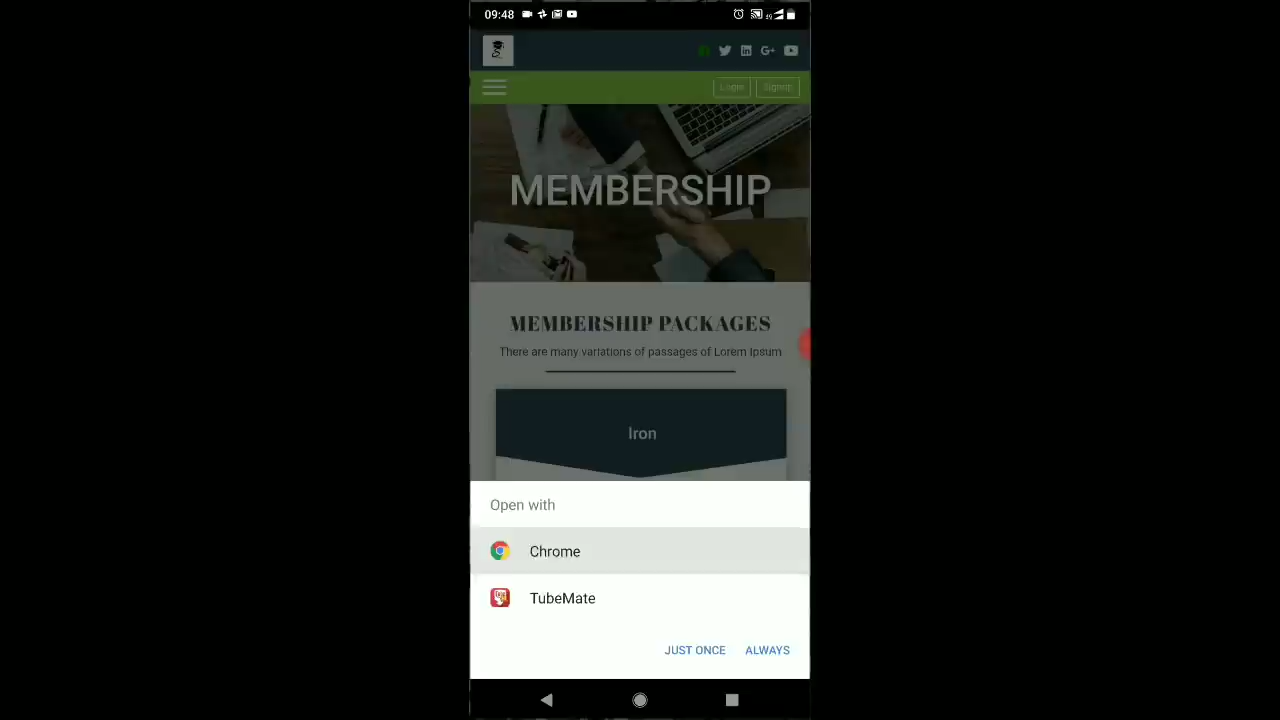 09:48
Login Signup
MEMBERSHIP
MEMBERSHIP PACKAGES
There are many variations of passages of Lorem Ipsum
Iron
Open with
Chrome
TubeMate
JUST ONCE ALWAYS